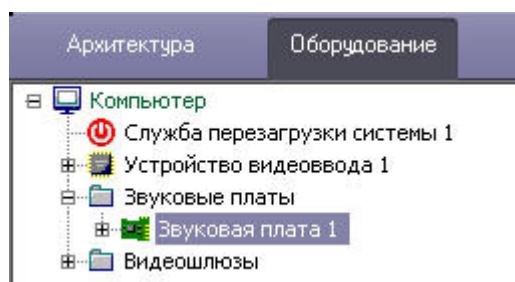 Архитектура Оборудование
Компьютер
Служба перезагрузки системы 1
Устройство видеоввода 1
Звуковые платы
Звуковая плата 1
Видеошлюзы